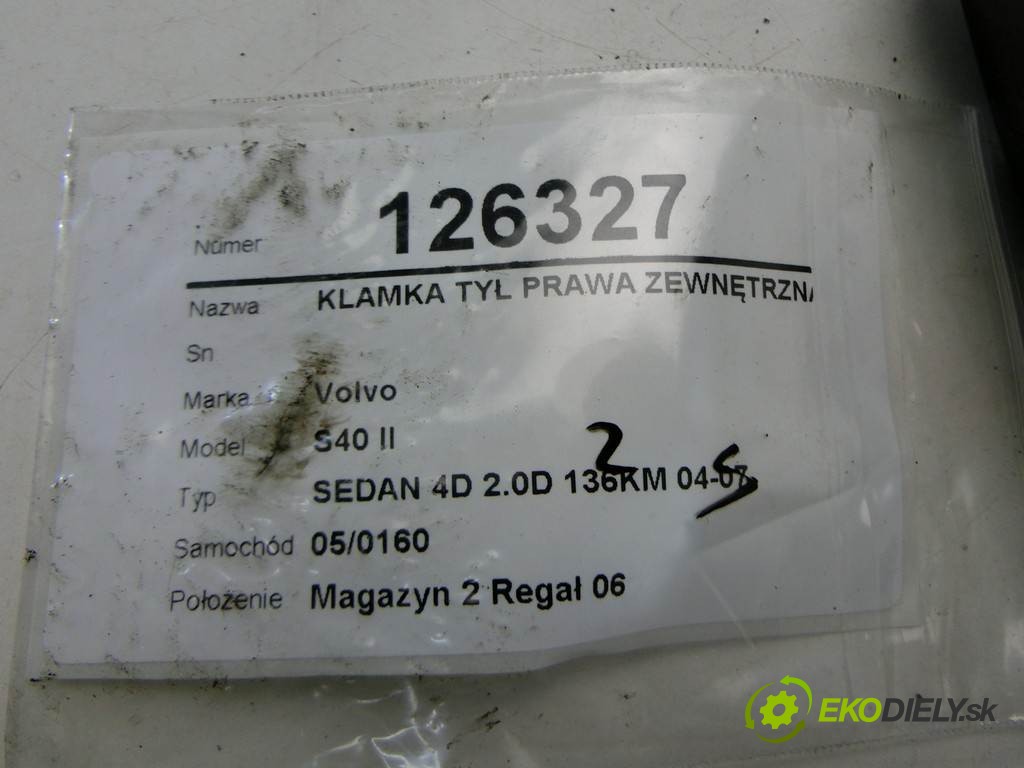 Numer 126327
Nazwa KLAMKA TYŁ PRAWA ZEWNĘTRZNA
Sn
Marka Volvo
Model S40 II
2 S
Typ SEDAN 4D 2.0D 136KM 04-07
Samochód 05/0160
Położenie Magazyn 2 Regał 06
EKODIELY.sk